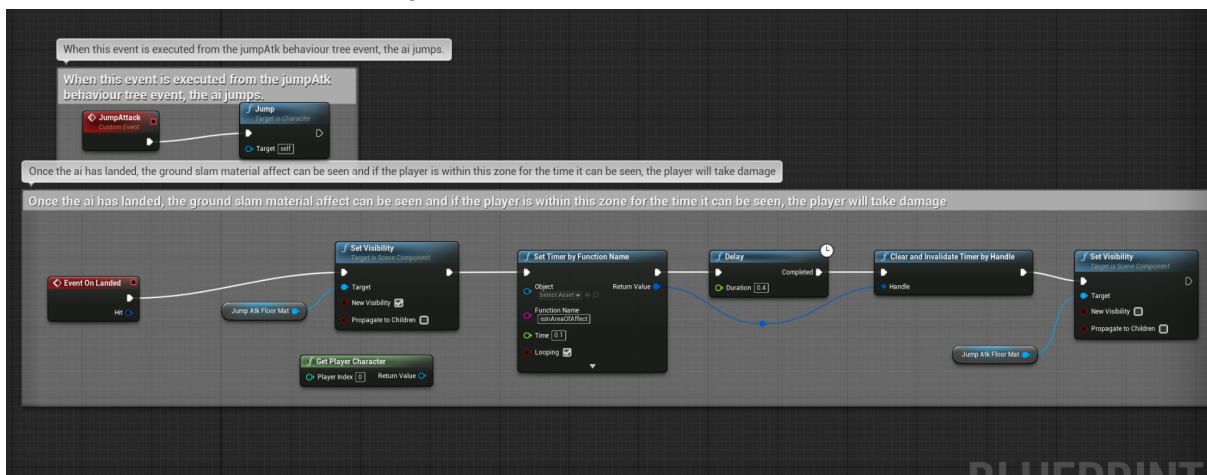 When this event is executed from the jumpAtk behaviour tree event, the ai jumps.
When this event is executed from the jumpAtk
behaviour tree event, the ai jumps.
JumpAttack
Custom Event
Jump
Target is Character
Target self
Once the ai has landed, the ground slam material affect can be seen and if the player is within this zone for the time it can be seen, the player will take damage
Once the ai has landed, the ground slam material affect can be seen and if the player is within this zone for the time it can be seen, the player will take damage
Event On Landed
Hit
Jump Atk Floor Mat
Set Visibility
Target is Scene Component
Target
New Visibility
Propagate to Children
Get Player Character
Player Index 0 Return Value
Set Timer by Function Name
Object Return Value
Select Asset
Function Name
isInAreaOfAffect
Time 0.1
Looping
Delay
Completed
Duration 0.4
Clear and Invalidate Timer by Handle
Handle
Jump Atk Floor Mat
Set Visibility
Target is Scene Component
Target
New Visibility
Propagate to Children
BLUEPRINT